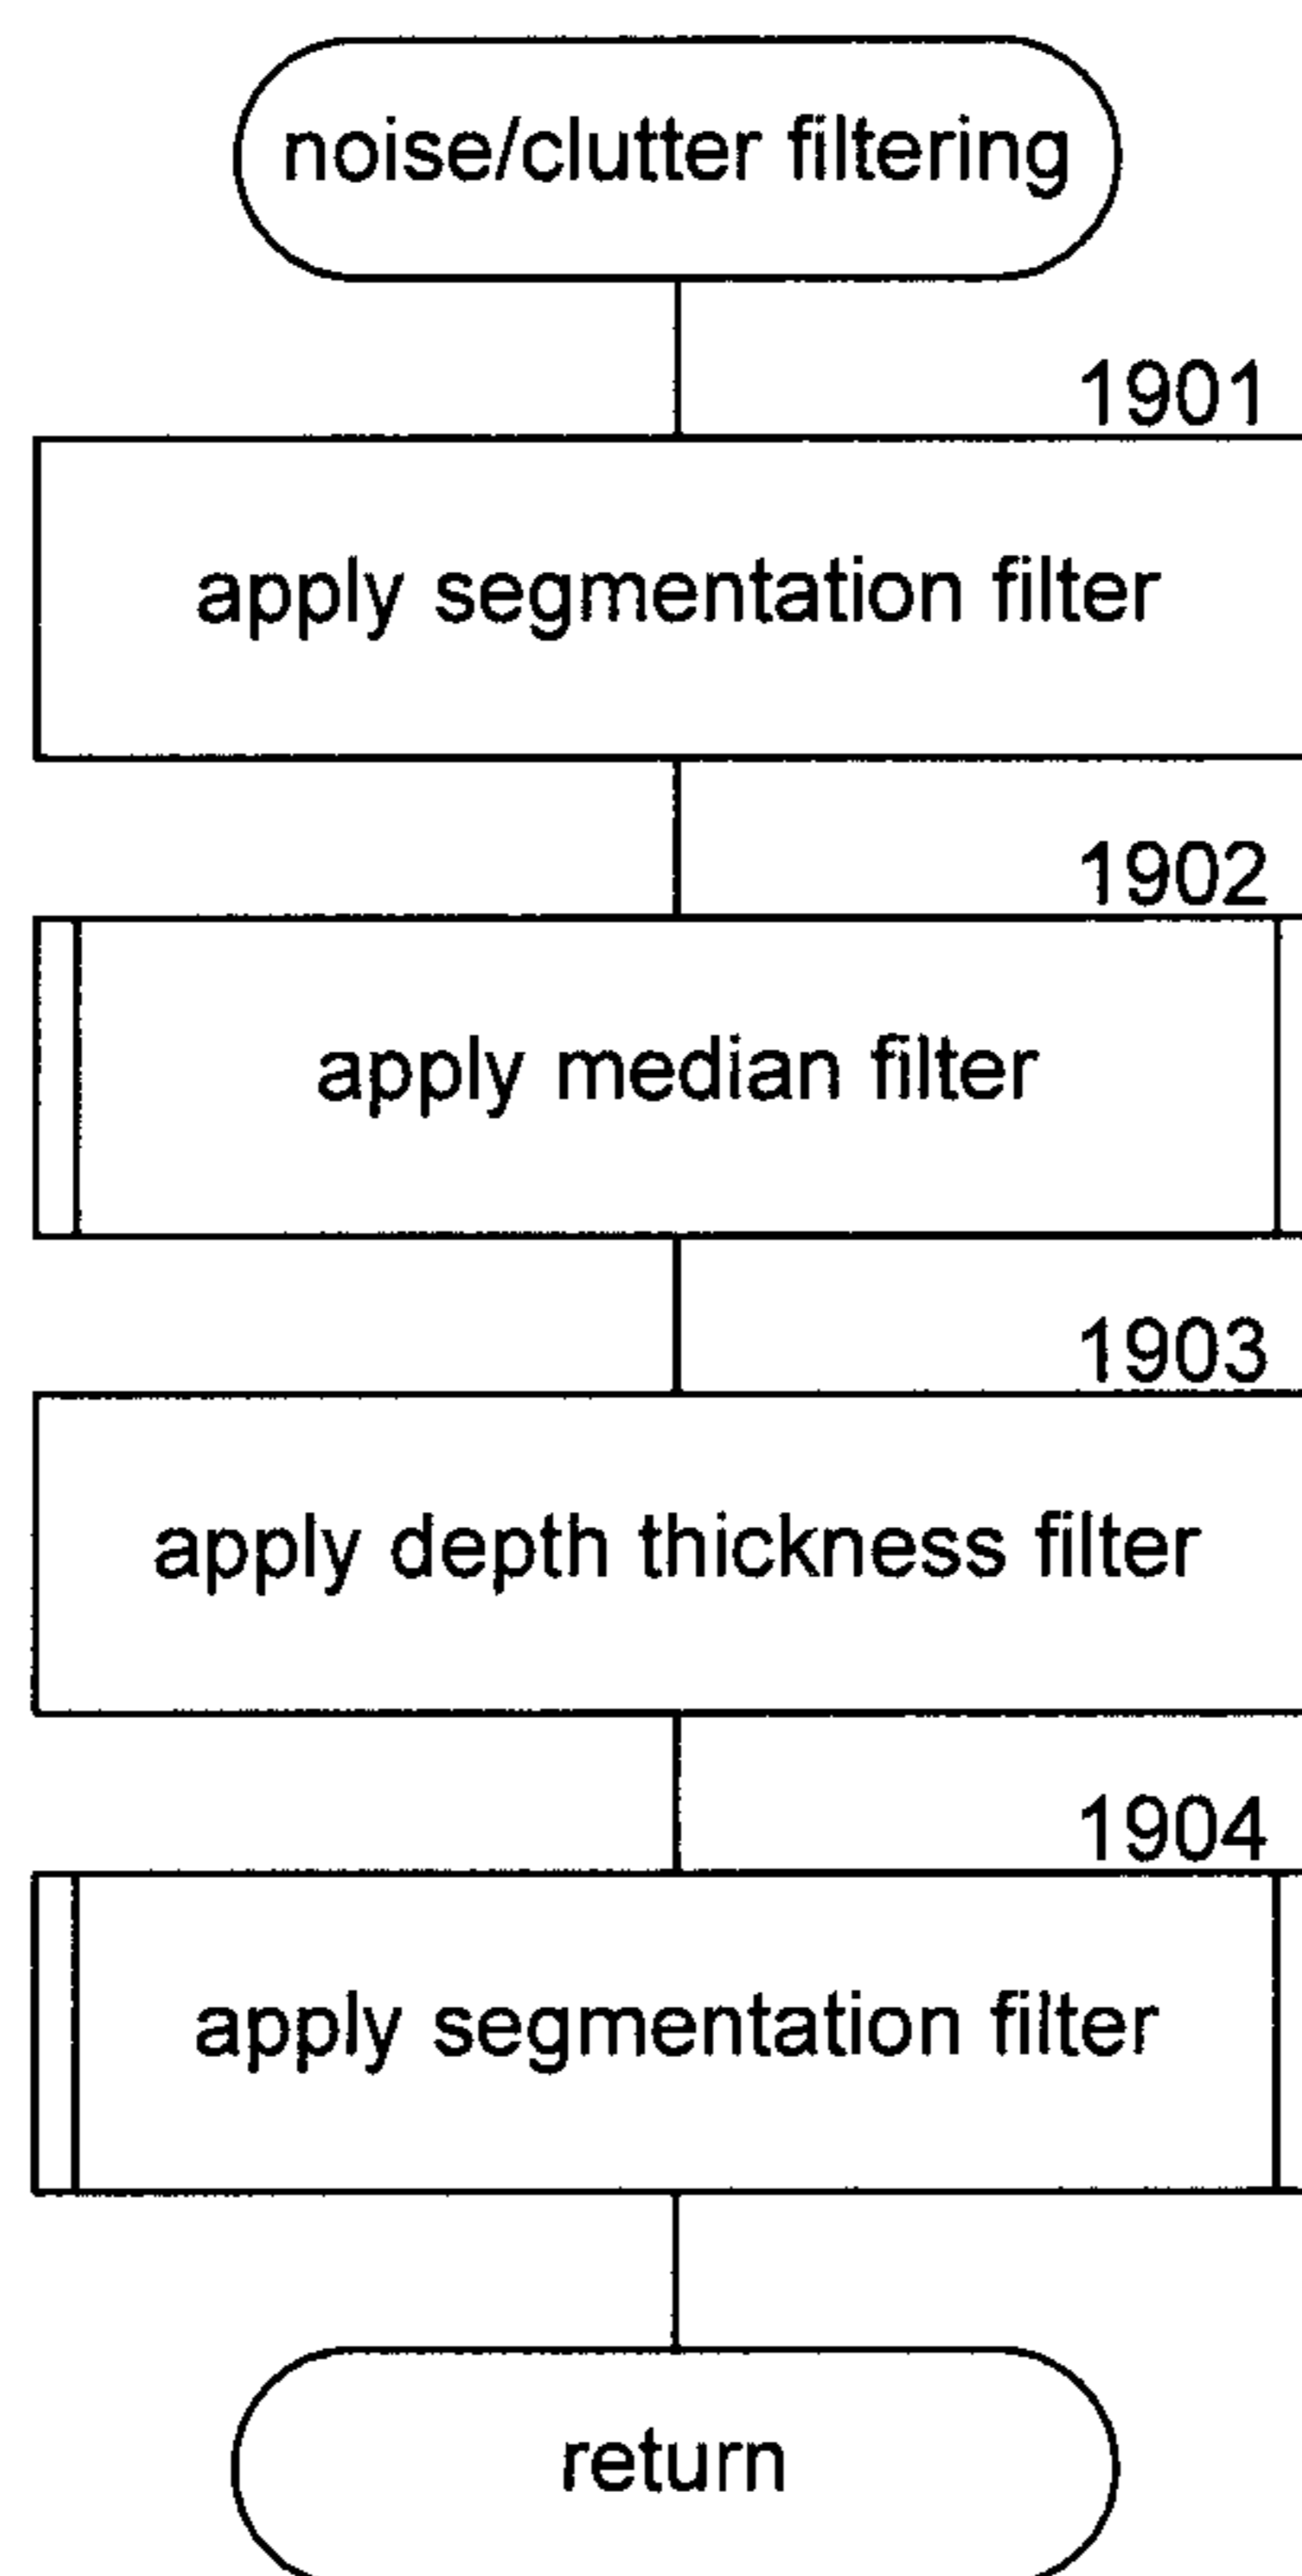 noise/clutter filtering
1901
apply segmentation filter
1902
apply median filter
1903
apply depth thickness filter
1904
apply segmentation filter
return